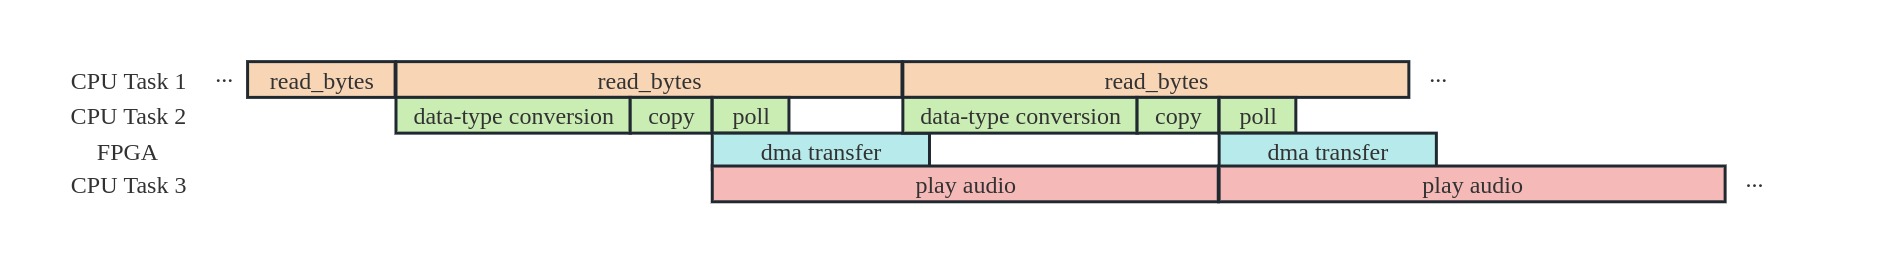 CPU Task 1 ... read_bytes read_bytes read_bytes ...
CPU Task 2 data-type conversion copy poll data-type conversion copy poll
FPGA dma transfer dma transfer
CPU Task 3 play audio play audio ...